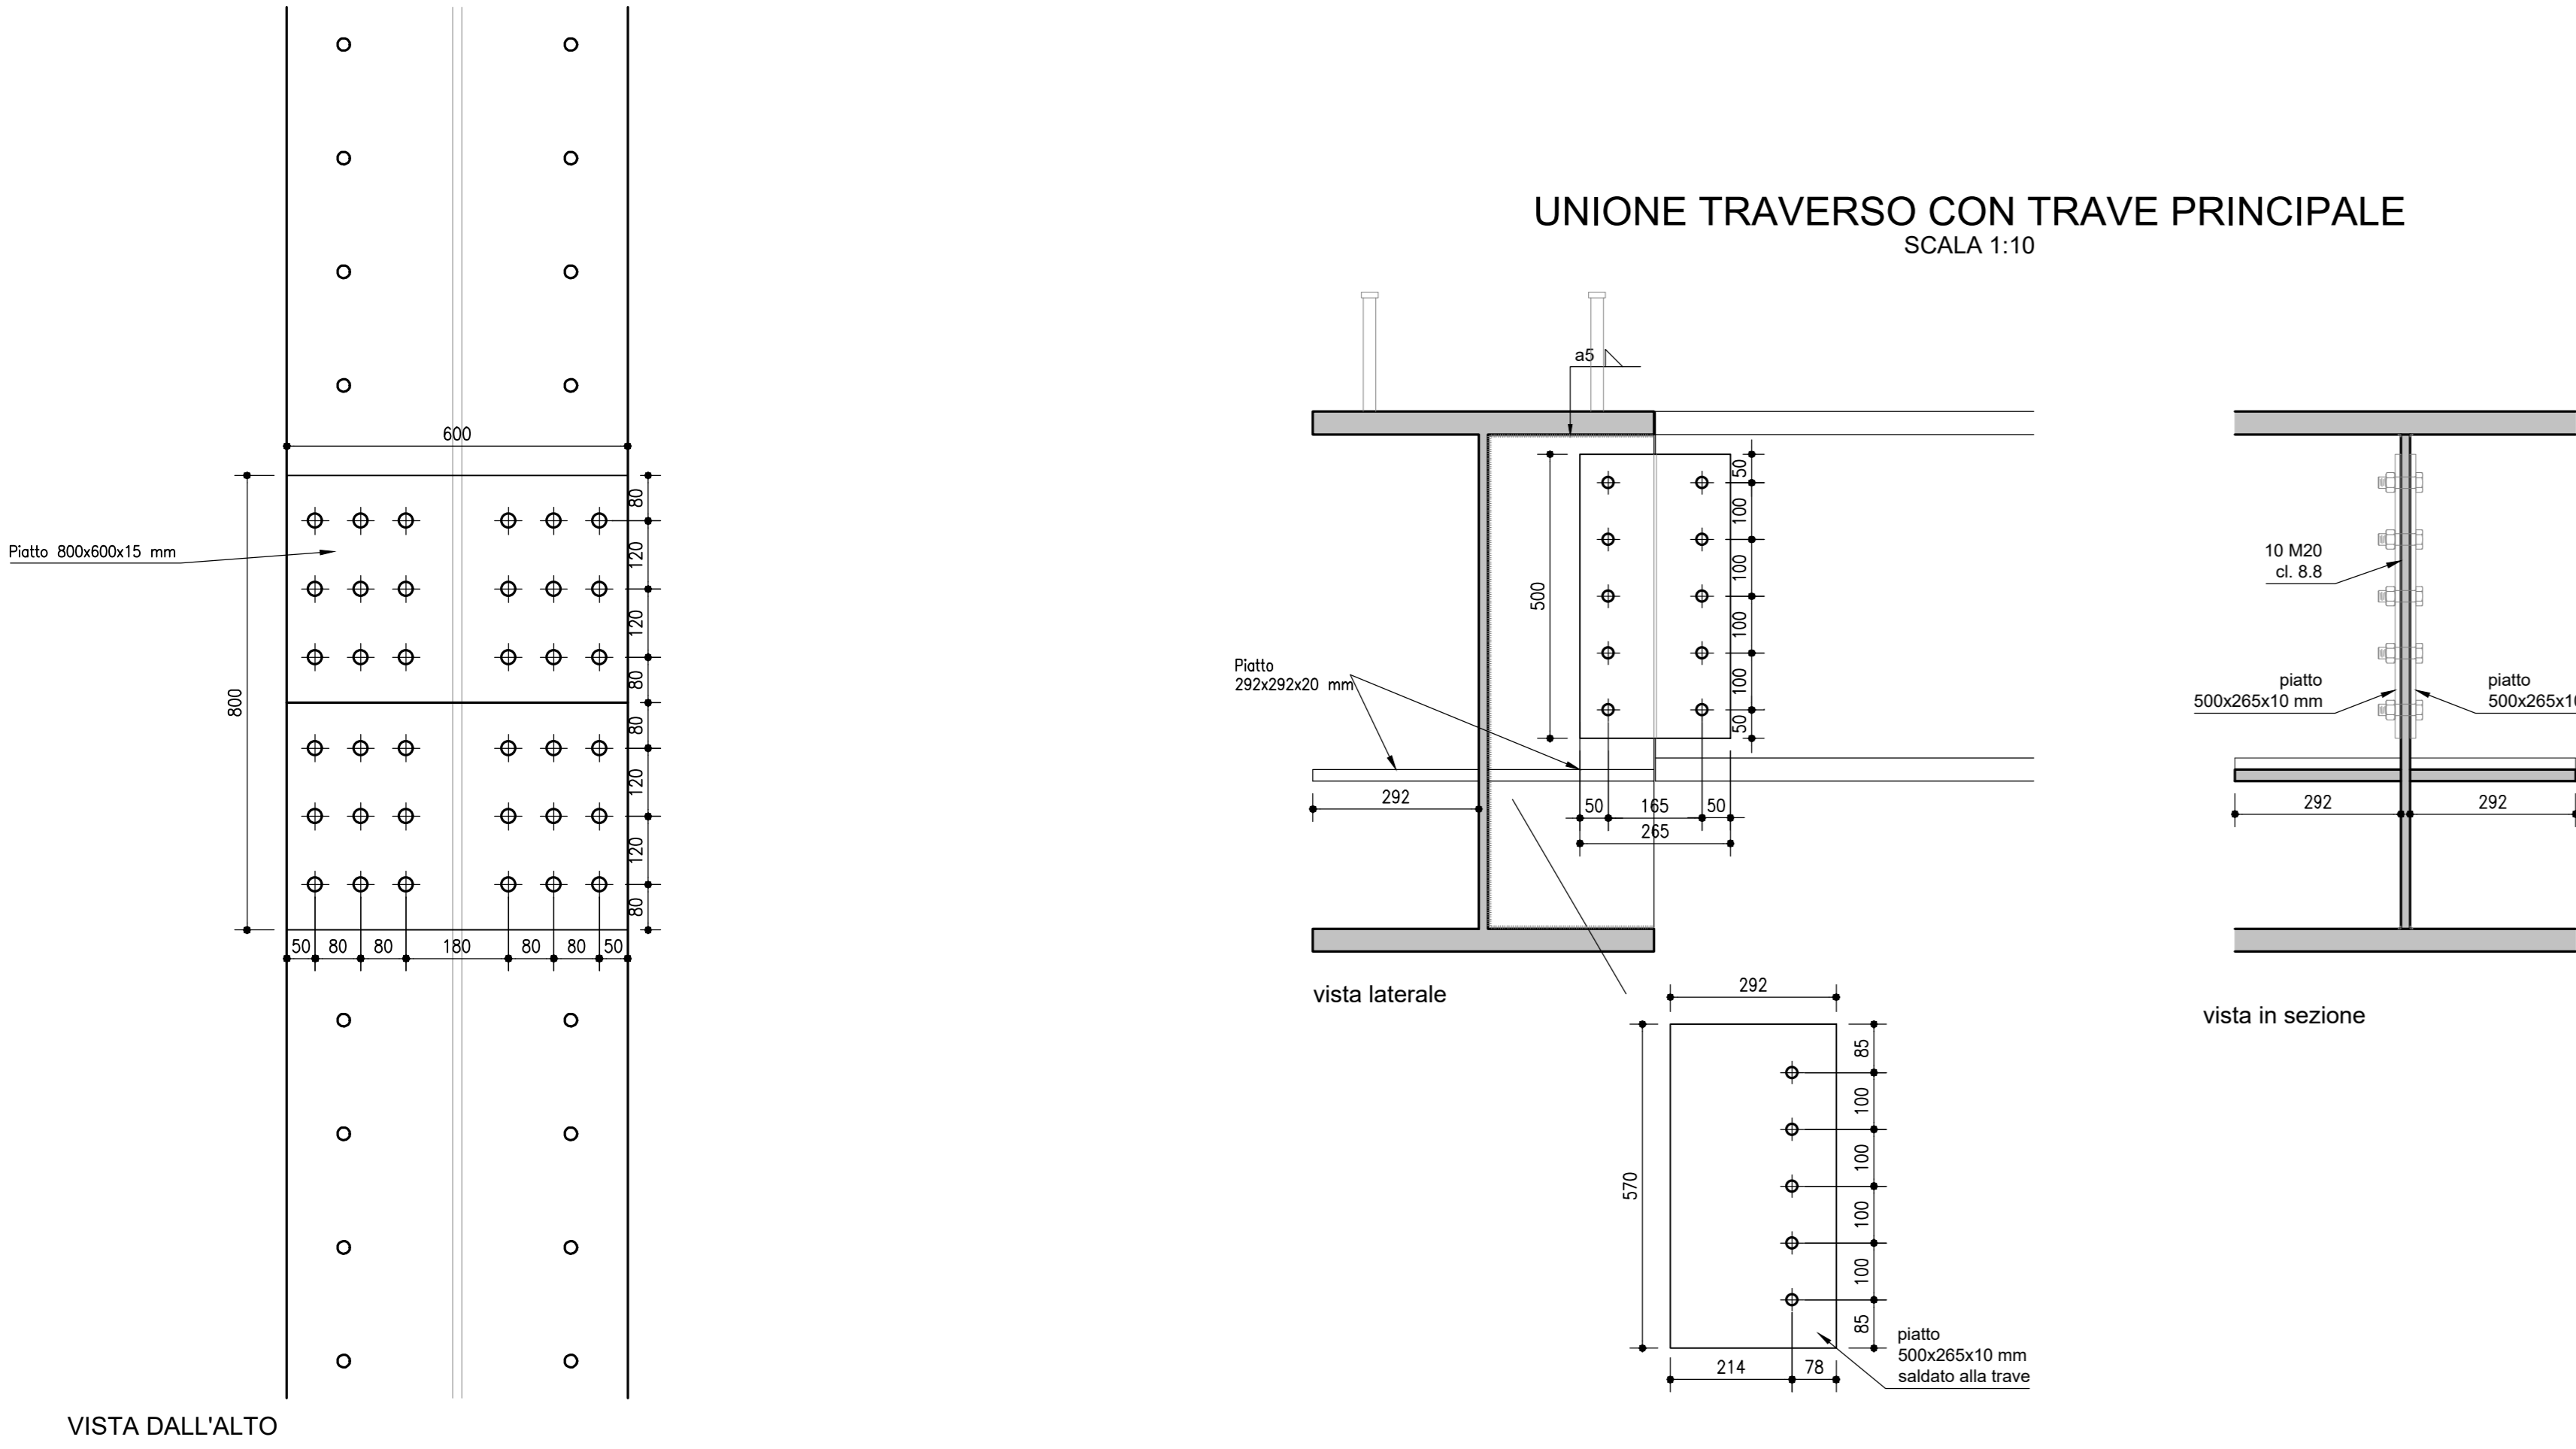 600
80
120
120
80
80
120
120
80
800
Piatto 800x600x15 mm
50 80 80 180 80 80 50
VISTA DALL'ALTO
UNIONE TRAVERSO CON TRAVE PRINCIPALE
SCALA 1:10
a5
500
50
100
100
100
100
50
Piatto
292x292x20 mm
292
50 165 50
265
vista laterale
292
570
85
100
100
100
100
85
214 78
piatto
500x265x10 mm
saldato alla trave
10 M20
cl. 8.8
piatto
500x265x10 mm
piatto
500x265x1
292 292
vista in sezione